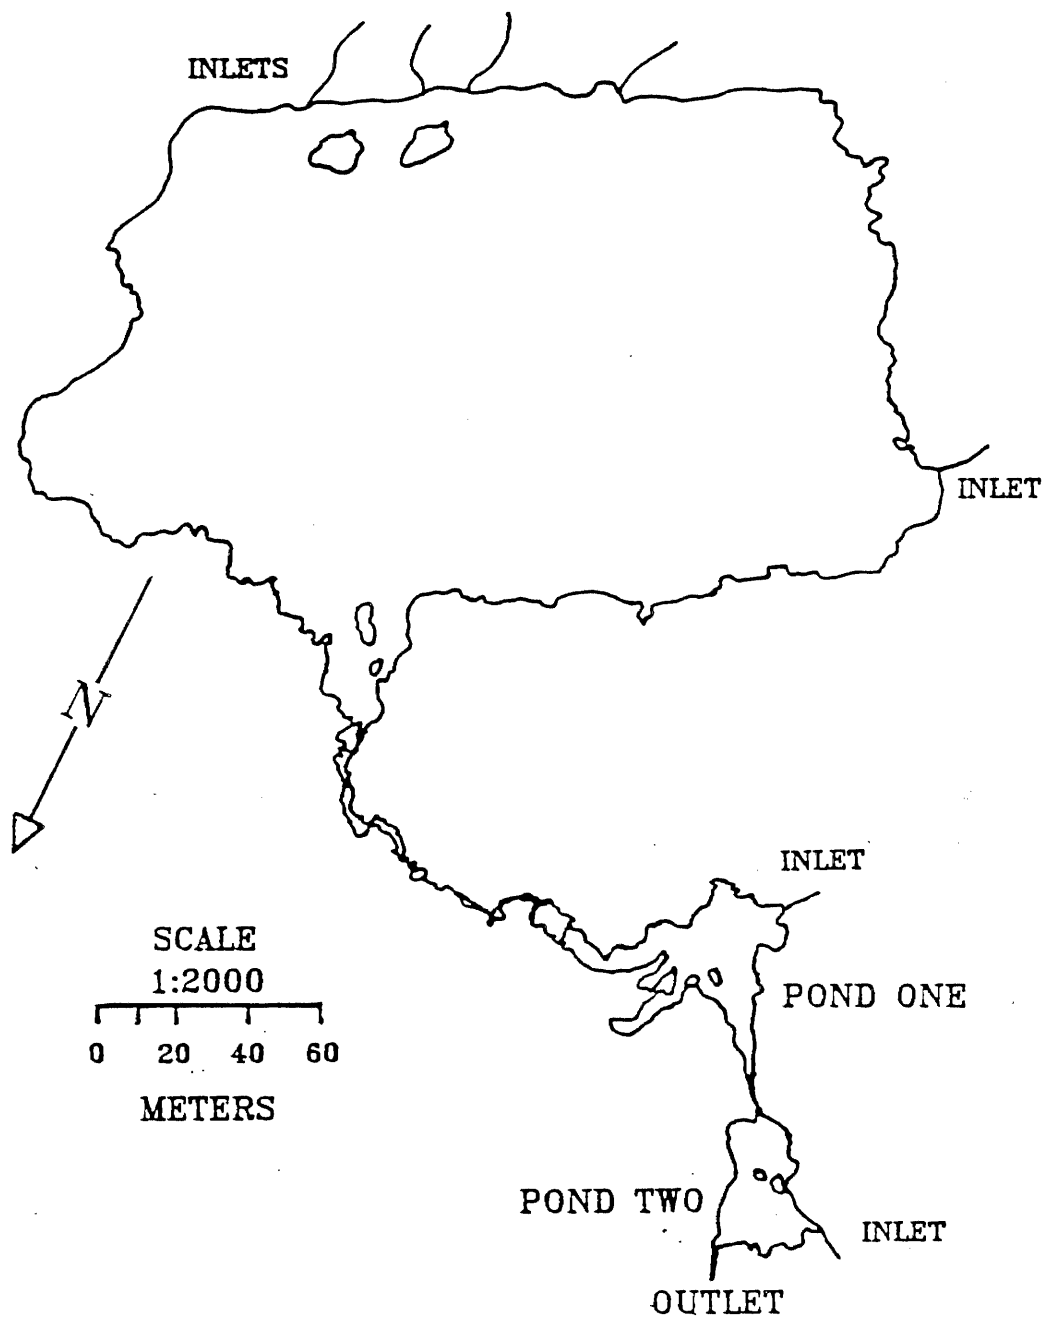 INLETS
INLET
N
INLET
SCALE
1:2000
POND ONE
0 20 40 60
METERS
POND TWO
INLET
OUTLET